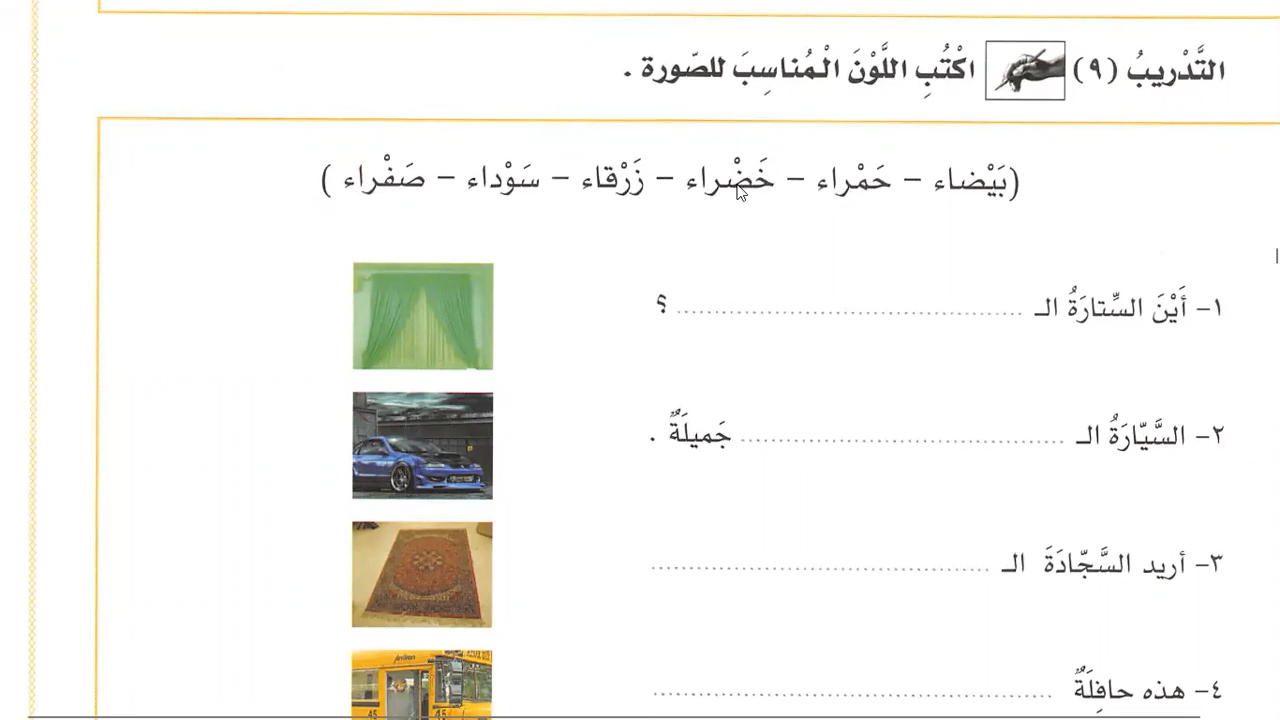 التَّدْريبُ (٩) اكْتُبِ اللَّوْنَ الْمُناسِبَ للصّورة .
(بَيْضاء – حَمْراء – خَضْراء – زَرْقاء – سَوْداء – صَفْراء )
١– أَيْنَ السِّتارَةُ الـ ........................................ ؟
٢– السَّيّارَةُ الـ ........................................ جَميلَةٌ .
٣– أريد السَّجّادَةَ الـ ........................................
٤– هذه حافِلَةٌ ........................................